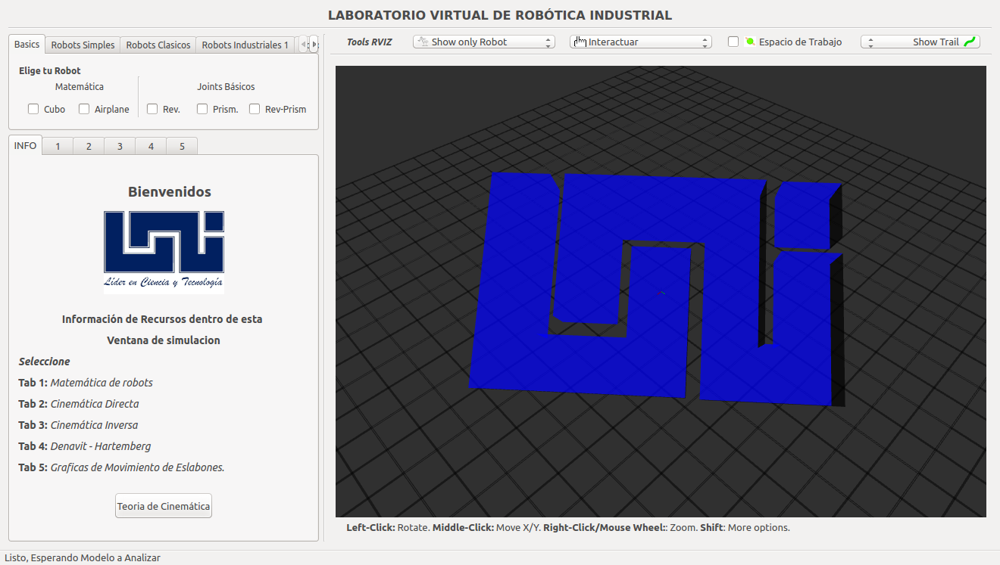 LABORATORIO VIRTUAL DE ROBÓTICA INDUSTRIAL
Basics Robots Simples Robots Clasicos Robots Industriales 1
Tools RVIZ Show only Robot Interactuar Espacio de Trabajo Show Trail
Elige tu Robot
Matemática Joints Básicos
Cubo Airplane Rev. Prism. Rev-Prism
INFO 1 2 3 4 5
Bienvenidos
Líder en Ciencia y Tecnología
Información de Recursos dentro de esta
Ventana de simulacion
Seleccione
Tab 1: Matemática de robots
Tab 2: Cinemática Directa
Tab 3: Cinemática Inversa
Tab 4: Denavit - Hartemberg
Tab 5: Graficas de Movimiento de Eslabones.
Teoria de Cinemática
Left-Click: Rotate. Middle-Click: Move X/Y. Right-Click/Mouse Wheel:: Zoom. Shift: More options.
Listo, Esperando Modelo a Analizar